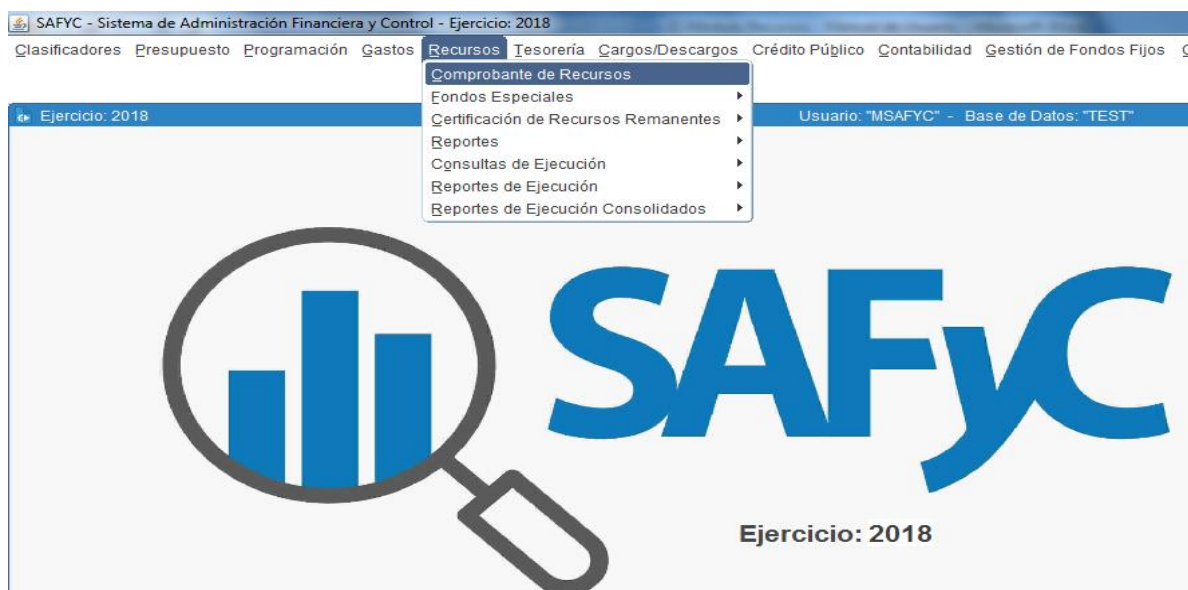 SAFYC - Sistema de Administración Financiera y Control - Ejercicio: 2018
Clasificadores Presupuesto Programación Gastos Recursos Tesorería Cargos/Descargos Crédito Público Contabilidad Gestión de Fondos Fijos
Comprobante de Recursos
Fondos Especiales
Certificación de Recursos Remanentes
Reportes
Consultas de Ejecución
Reportes de Ejecución
Reportes de Ejecución Consolidados
Ejercicio: 2018 Usuario: "MSAFYC" - Base de Datos: "TEST"
SAFyC
Ejercicio: 2018